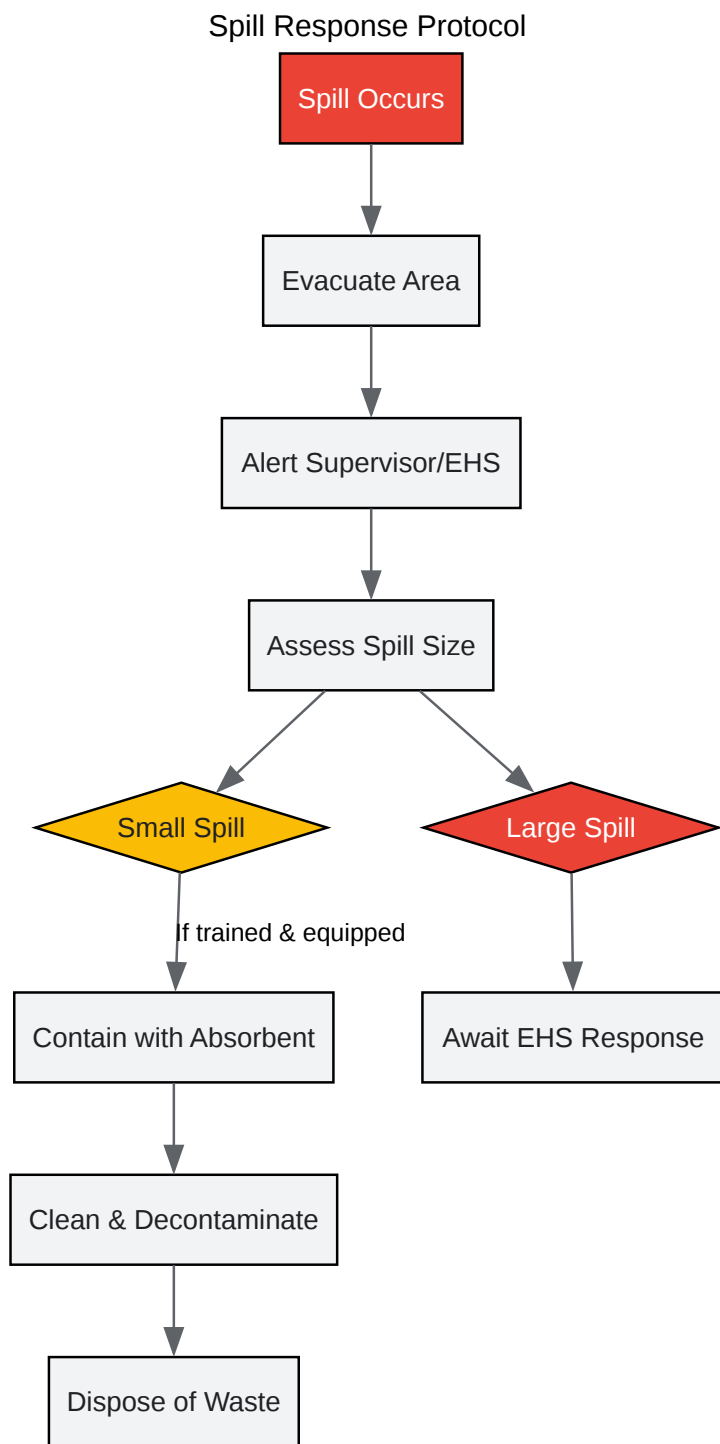 Spill Response Protocol
Spill Occurs
Evacuate Area
Alert Supervisor/EHS
Assess Spill Size
Small Spill
Large Spill
If trained & equipped
Contain with Absorbent
Await EHS Response
Clean & Decontaminate
Dispose of Waste